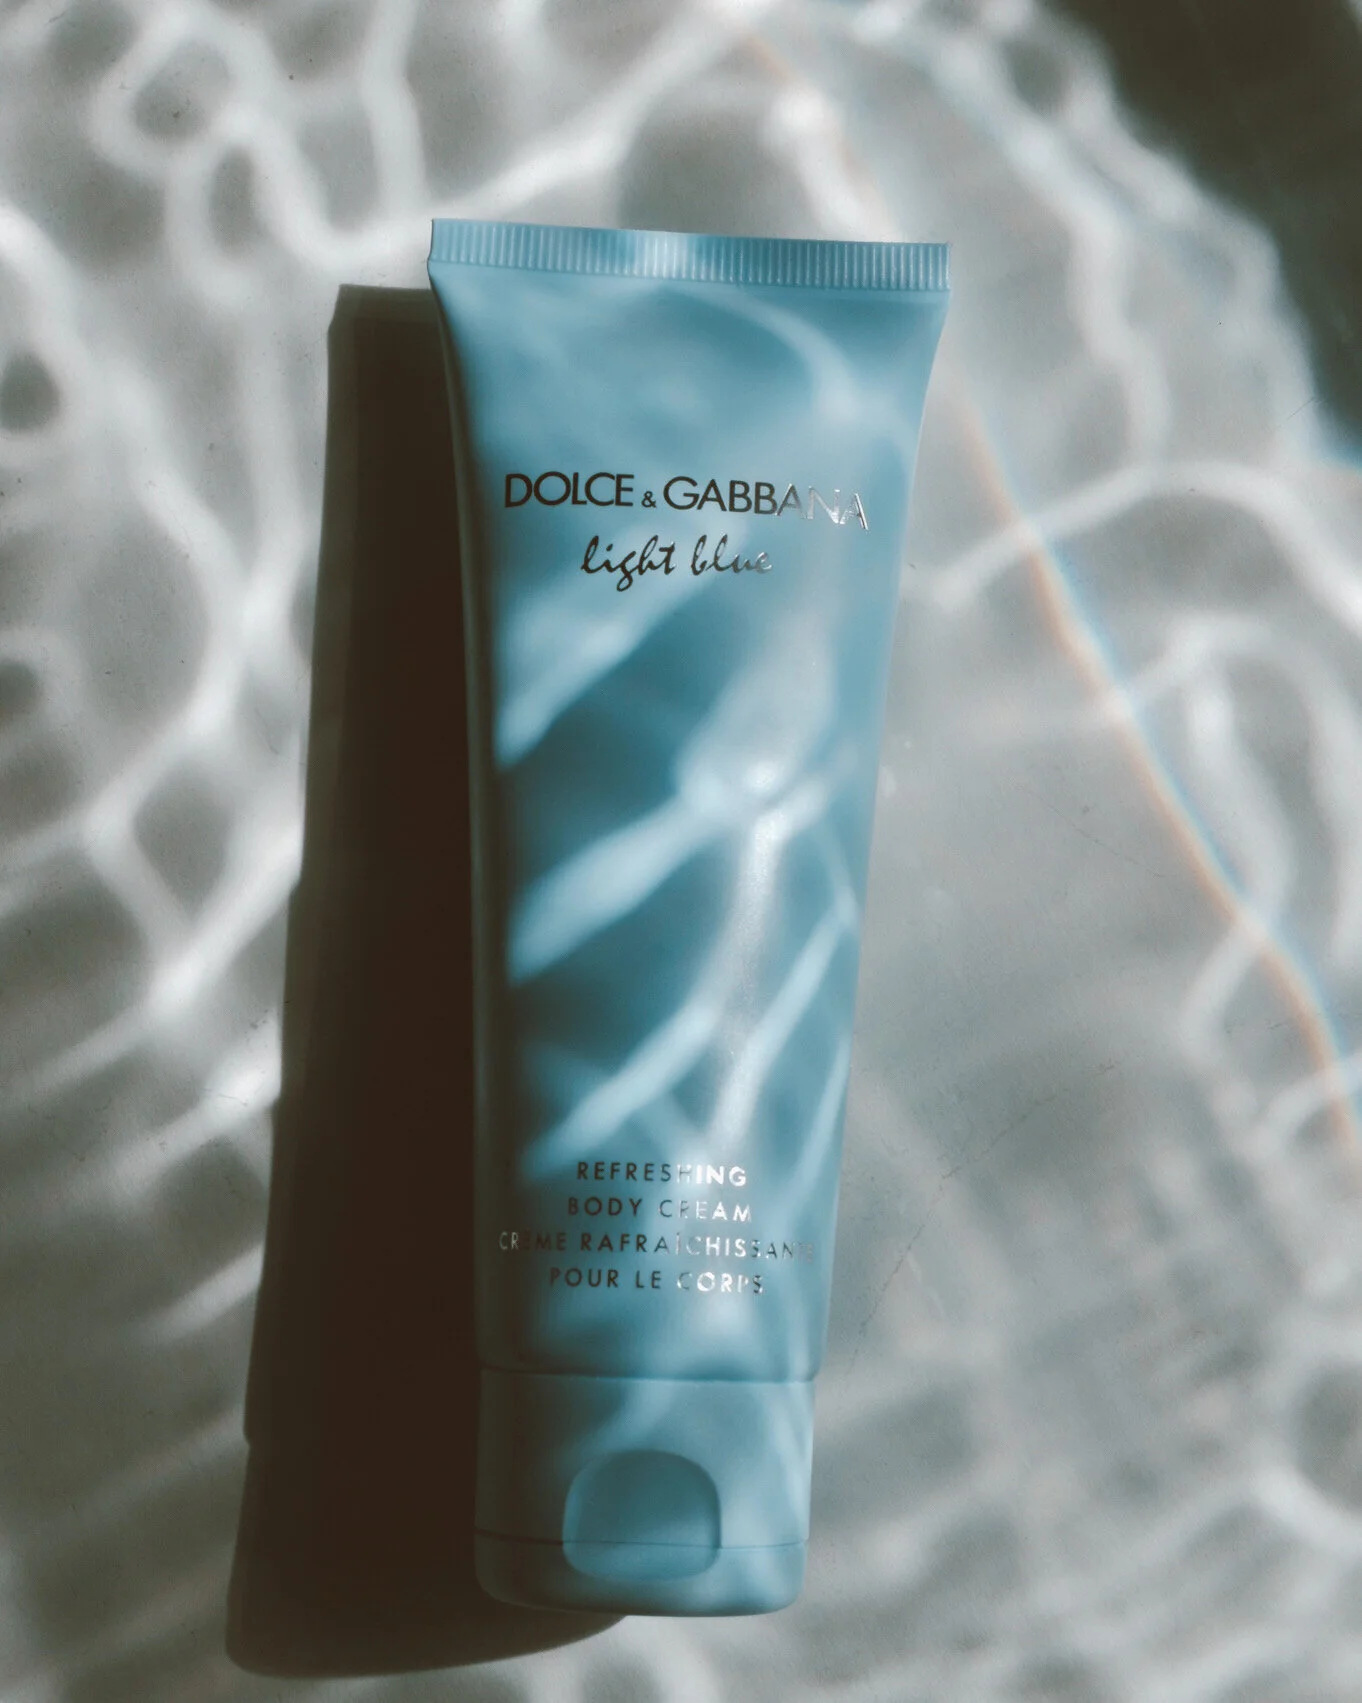 DOLCE & GABBANA
light blue
REFRESHING
BODY CREAM
CRÈME RAFRAÎCHISSANTE
POUR LE CORPS